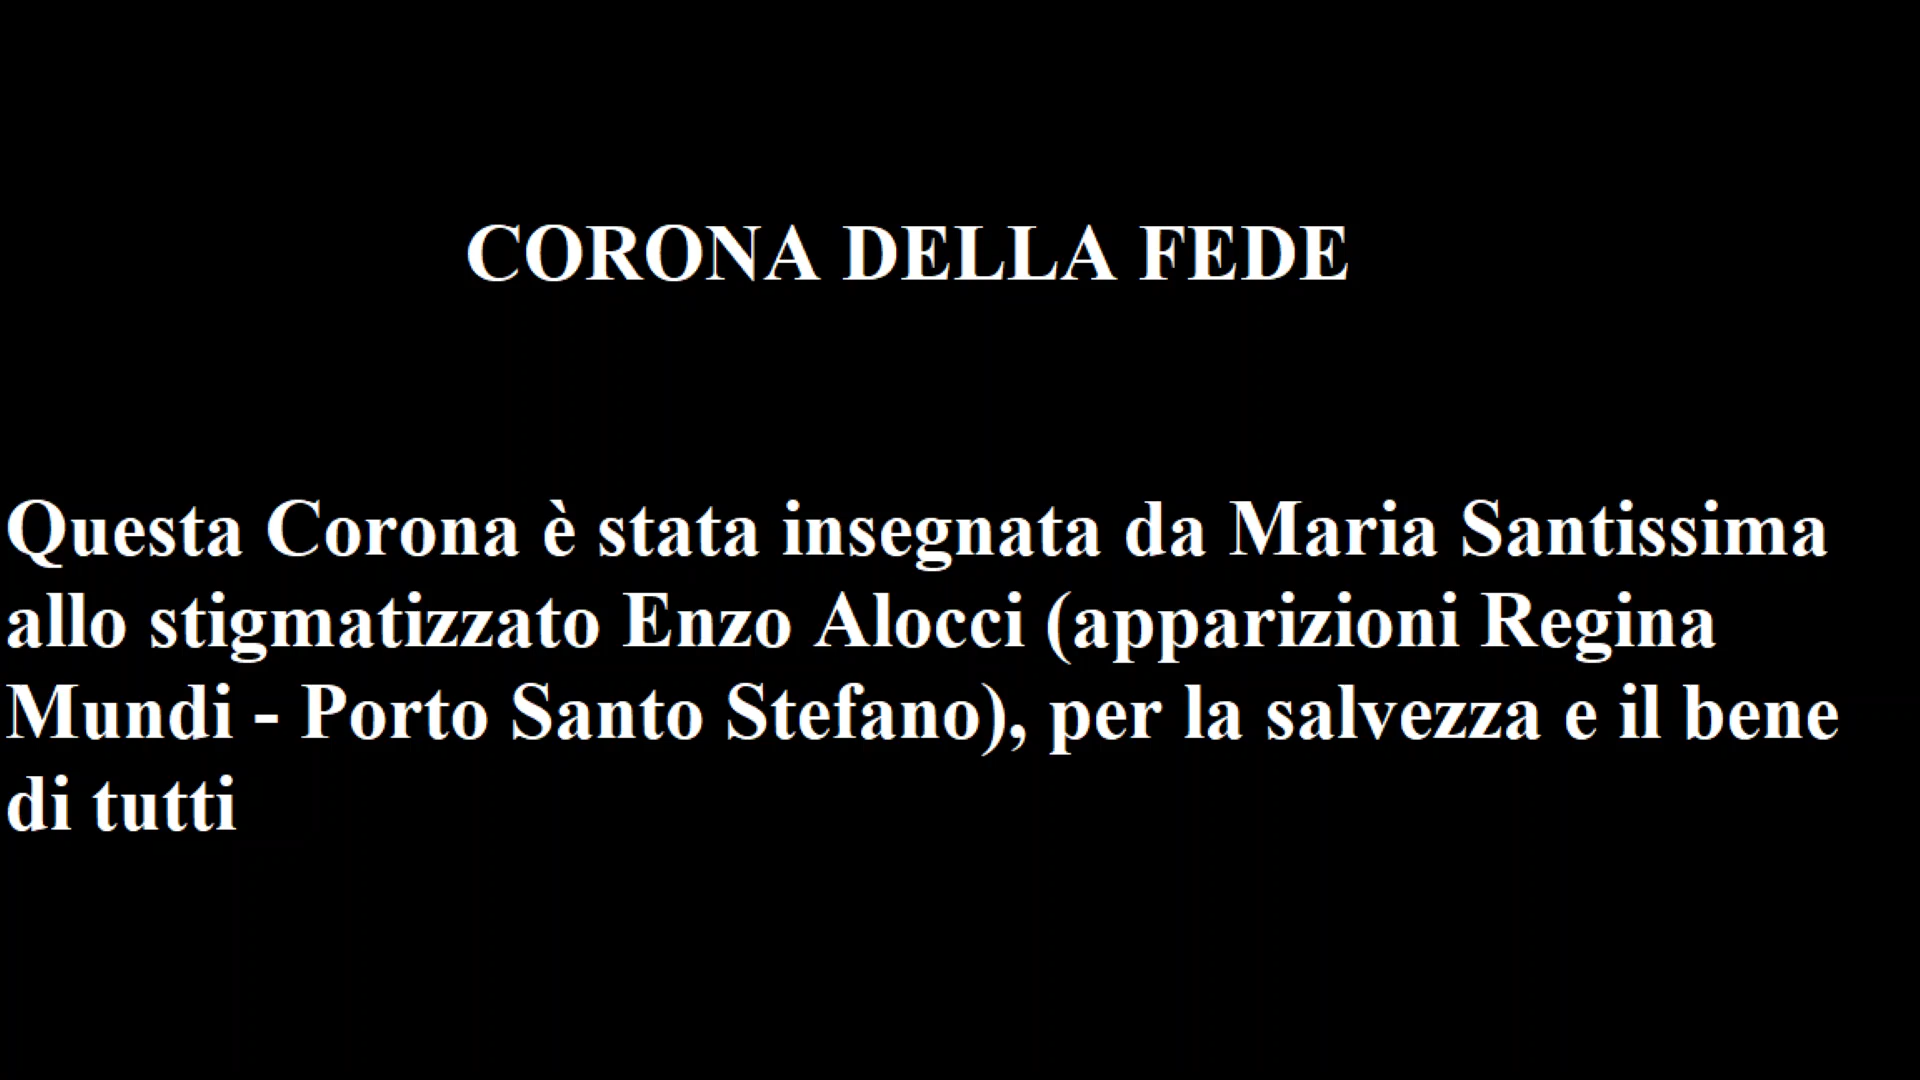 CORONA DELLA FEDE
Questa Corona è stata insegnata da Maria Santissima
allo stigmatizzato Enzo Alocci (apparizioni Regina
Mundi - Porto Santo Stefano), per la salvezza e il bene
di tutti